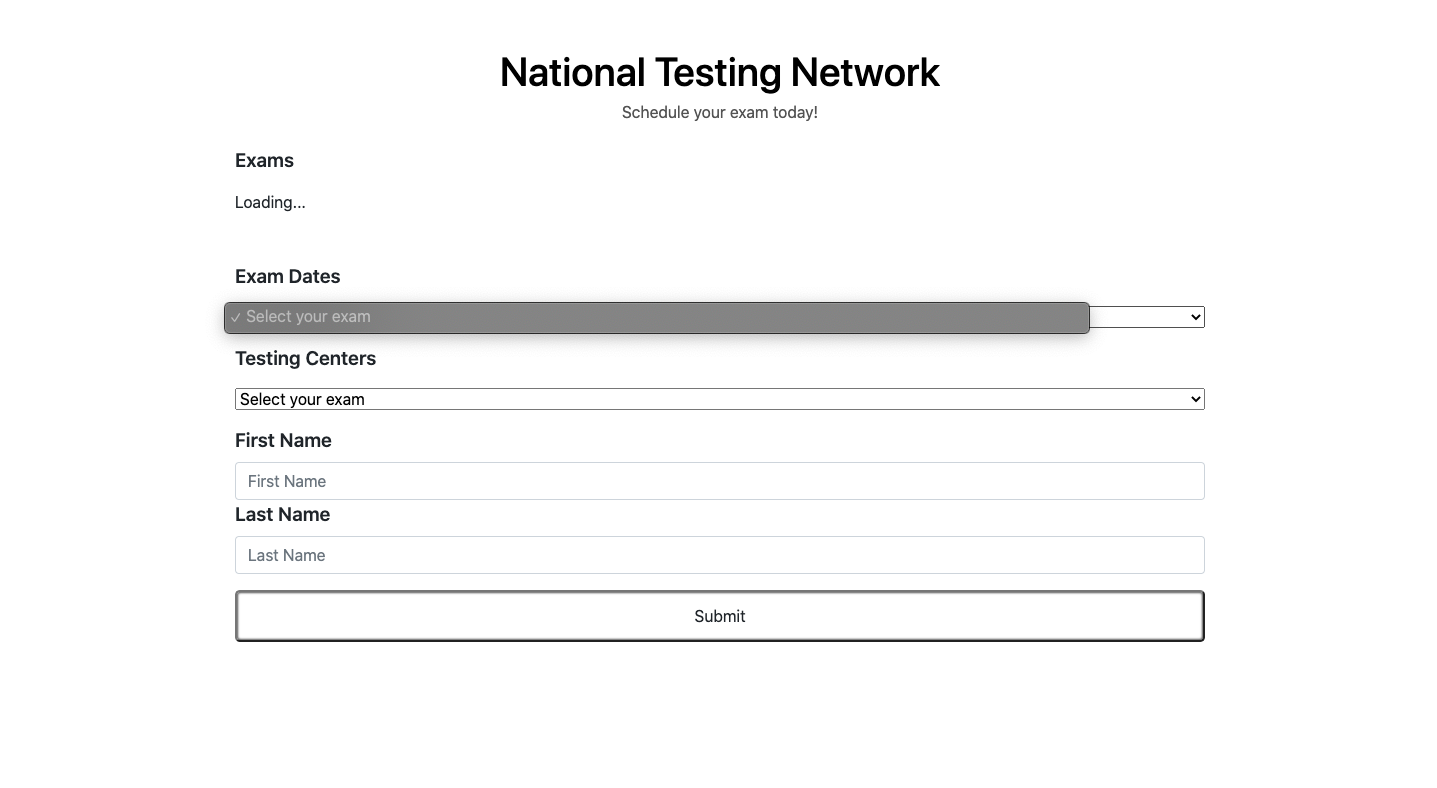 National Testing Network
Schedule your exam today!
Exams
Loading...
Exam Dates
✓ Select your exam
Testing Centers
Select your exam
First Name
First Name
Last Name
Last Name
Submit